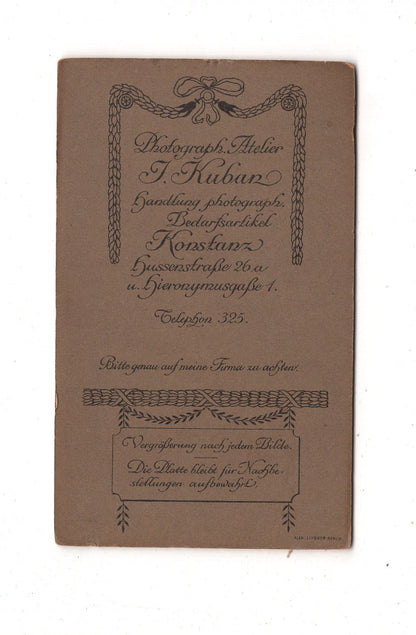 Photograph. Atelier
J. Kuban
Handlung photograph.
Bedarfsartikel
Konstanz
Hussenstraße 26a
u. Hieronymusgaße 1.
Telephon 325.
Bitte genau auf meine Firma zu achten.
Vergrößerung nach jedem Bilde.
Die Platte bleibt für Nachbe-
stellungen aufbewahrt.